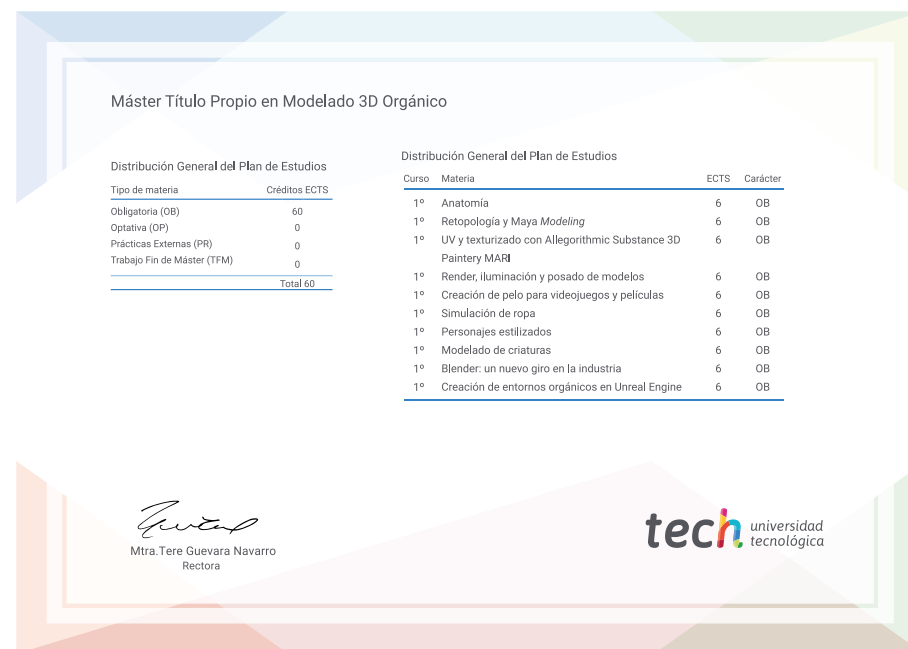 Máster Título Propio en Modelado 3D Orgánico
Distribución General del Plan de Estudios
Tipo de materia Créditos ECTS
Obligatoria (OB) 60
Optativa (OP) 0
Prácticas Externas (PR) 0
Trabajo Fin de Máster (TFM) 0
Total 60
Distribución General del Plan de Estudios
Curso Materia ECTS Carácter
1º Anatomía 6 OB
1º Retopología y Maya Modeling 6 OB
1º UV y texturizado con Allegorithmic Substance 3D 6 OB
Paintery MARI
1º Render, iluminación y posado de modelos 6 OB
1º Creación de pelo para videojuegos y películas 6 OB
1º Simulación de ropa 6 OB
1º Personajes estilizados 6 OB
1º Modelado de criaturas 6 OB
1º Blender: un nuevo giro en la industria 6 OB
1º Creación de entornos orgánicos en Unreal Engine 6 OB
Mtra.Tere Guevara Navarro
Rectora
tech universidad
tecnológica